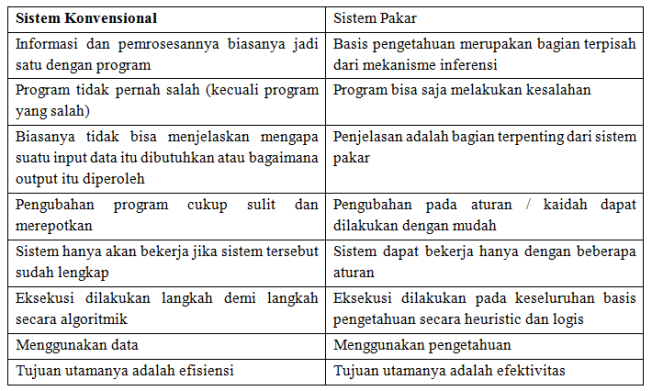 Sistem Konvensional
Sistem Pakar
Informasi dan pemrosesannya biasanya jadi
satu dengan program
Basis pengetahuan merupakan bagian terpisah
dari mekanisme inferensi
Program tidak pernah salah (kecuali program
yang salah)
Program bisa saja melakukan kesalahan
Biasanya tidak bisa menjelaskan mengapa
suatu input data itu dibutuhkan atau bagaimana
output itu diperoleh
Penjelasan adalah bagian terpenting dari sistem
pakar
Pengubahan program cukup sulit dan
merepotkan
Pengubahan pada aturan / kaidah dapat
dilakukan dengan mudah
Sistem hanya akan bekerja jika sistem tersebut
sudah lengkap
Sistem dapat bekerja hanya dengan beberapa
aturan
Eksekusi dilakukan langkah demi langkah
secara algoritmik
Eksekusi dilakukan pada keseluruhan basis
pengetahuan secara heuristic dan logis
Menggunakan data
Menggunakan pengetahuan
Tujuan utamanya adalah efisiensi
Tujuan utamanya adalah efektivitas